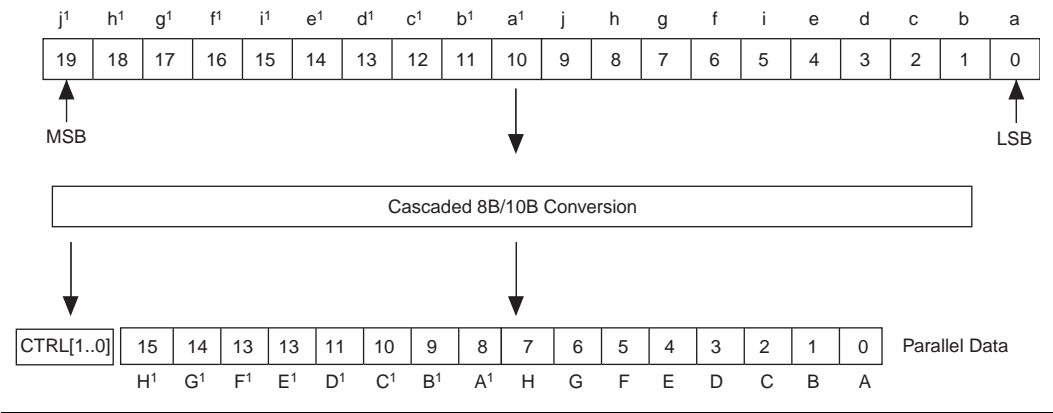 j¹ h¹ g¹ f¹ i¹ e¹ d¹ c¹ b¹ a¹ j h g f i e d c b a
19 18 17 16 15 14 13 12 11 10 9 8 7 6 5 4 3 2 1 0
MSB LSB
Cascaded 8B/10B Conversion
CTRL[1..0] 15 14 13 13 11 10 9 8 7 6 5 4 3 2 1 0 Parallel Data
H¹ G¹ F¹ E¹ D¹ C¹ B¹ A¹ H G F E D C B A